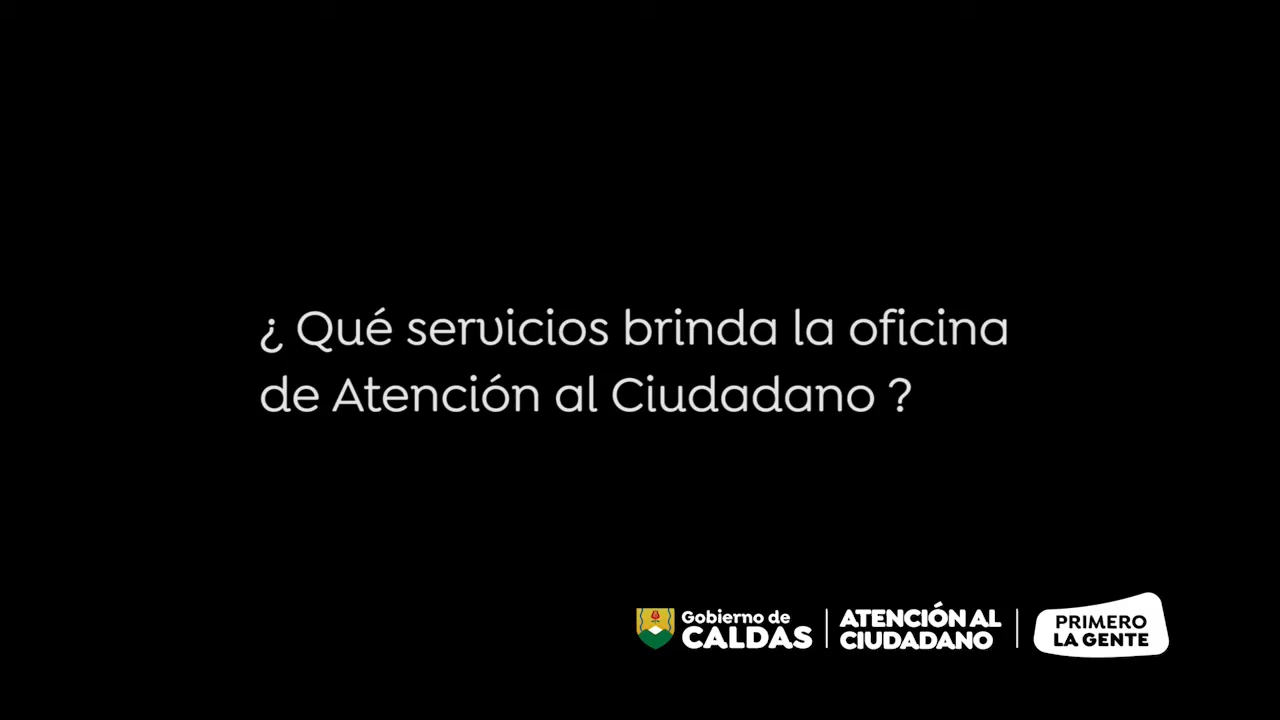 ¿ Qué servicios brinda la oficina
de Atención al Ciudadano ?
Gobierno de
CALDAS
ATENCIÓN AL
CIUDADANO
PRIMERO
LA GENTE